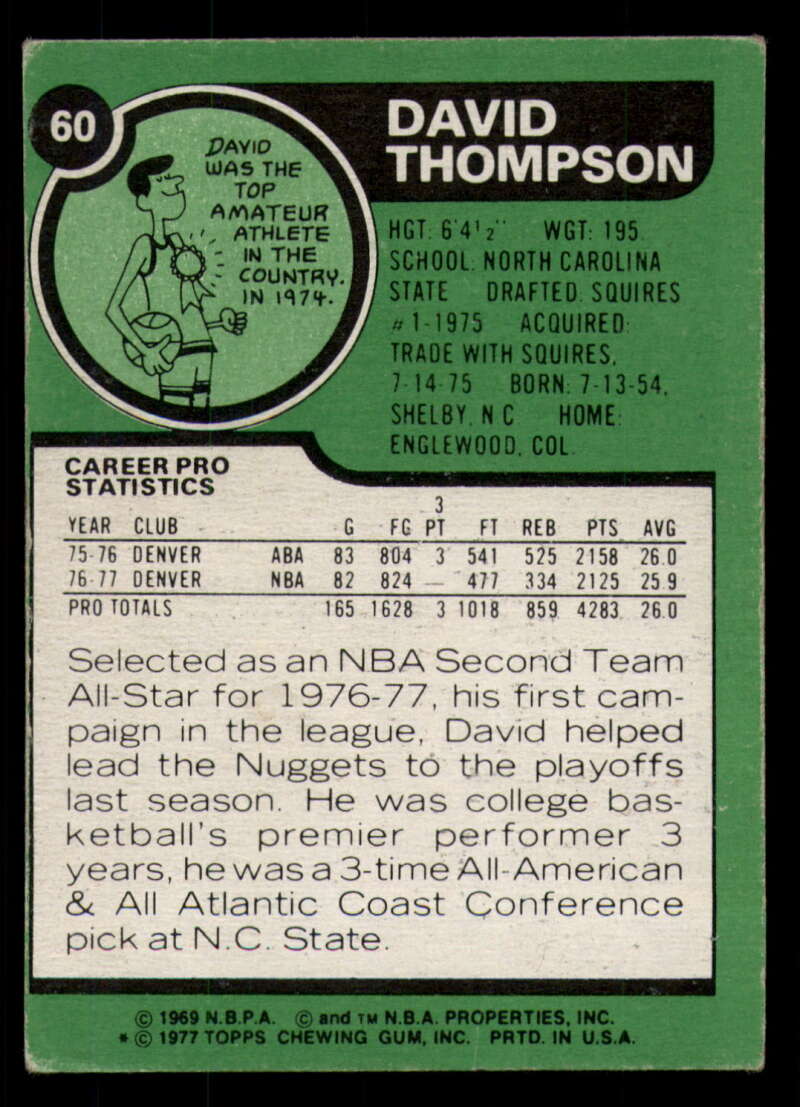 60
DAVID
WAS THE
TOP
AMATEUR
ATHLETE
IN THE
COUNTRY.
IN 1974.
DAVID
THOMPSON
HGT: 6'4 1/2" WGT: 195
SCHOOL: NORTH CAROLINA
STATE DRAFTED: SQUIRES
#1-1975 ACQUIRED:
TRADE WITH SQUIRES,
7-14-75 BORN: 7-13-54,
SHELBY, N C HOME:
ENGLEWOOD, COL.
CAREER PRO
STATISTICS
YEAR CLUB G FG 3 PT FT REB PTS AVG
75-76 DENVER ABA 83 804 3 541 525 2158 26.0
76-77 DENVER NBA 82 824 — 477 334 2125 25.9
PRO TOTALS 165 1628 3 1018 859 4283 26.0
Selected as an NBA Second Team
All-Star for 1976-77, his first cam-
paign in the league, David helped
lead the Nuggets to the playoffs
last season. He was college bas-
ketball's premier performer 3
years, he was a 3-time All-American
& All Atlantic Coast Conference
pick at N.C. State.
© 1969 N.B.P.A. © and TM N.B.A. PROPERTIES, INC.
* © 1977 TOPPS CHEWING GUM, INC. PRTD. IN U.S.A.